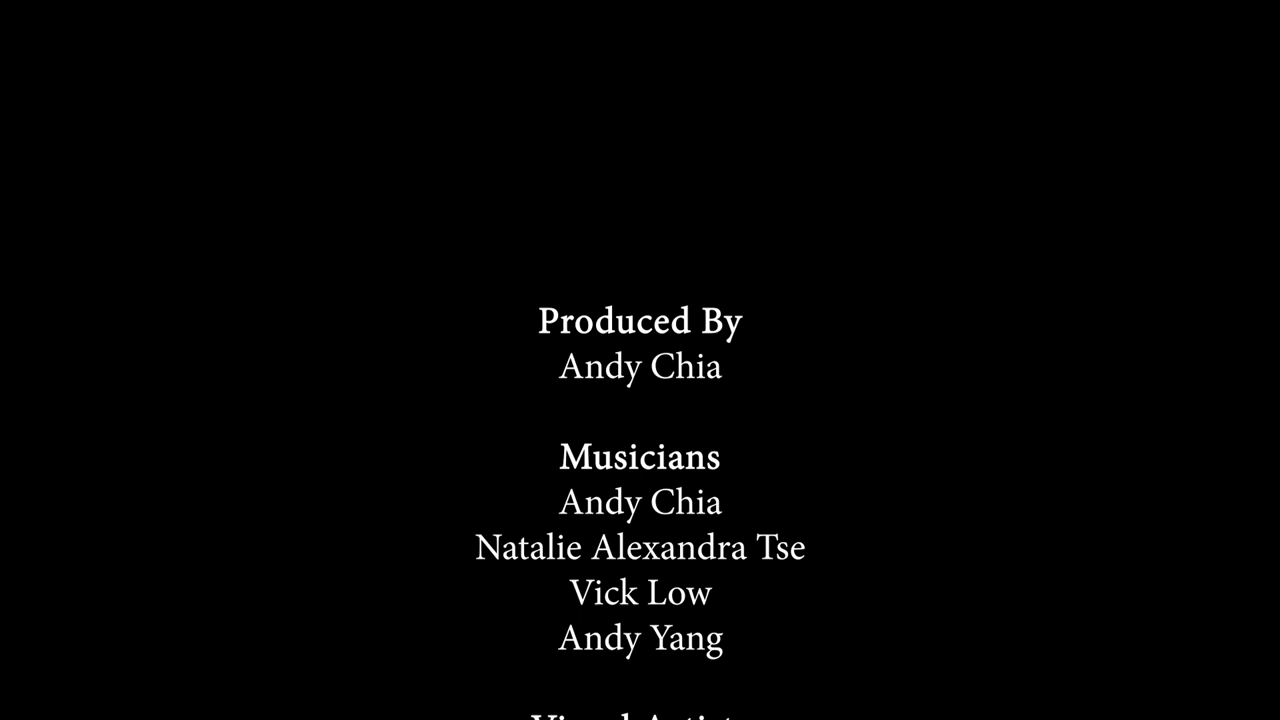 Produced By
Andy Chia
Musicians
Andy Chia
Natalie Alexandra Tse
Vick Low
Andy Yang